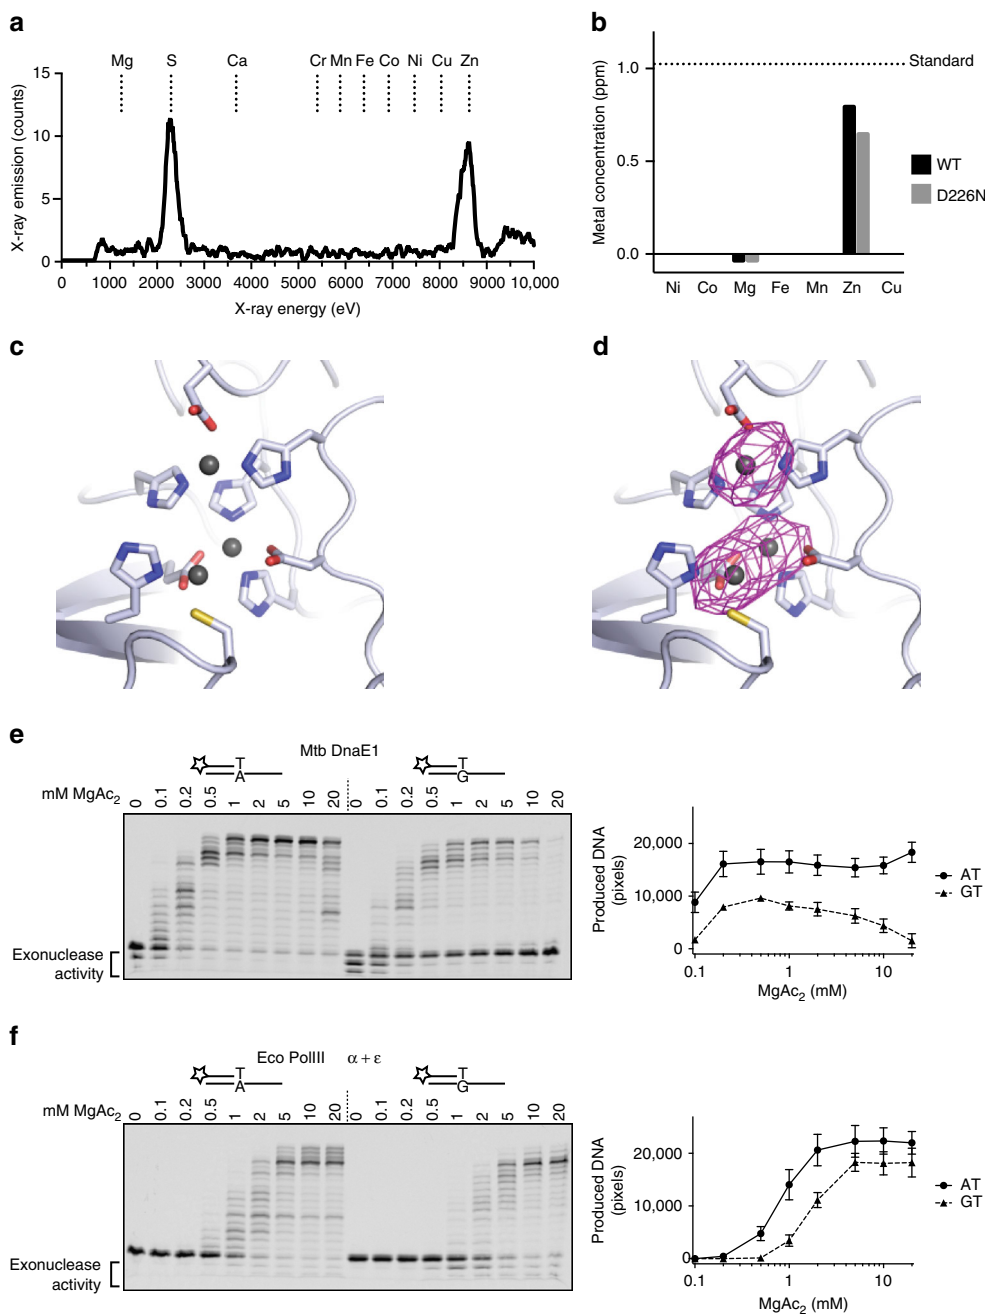 a
Mg S Ca Cr Mn Fe Co Ni Cu Zn
15
10
5
0
X-ray emission (counts)
0 1000 2000 3000 4000 5000 6000 7000 8000 9000 10,000
X-ray energy (eV)
b
Standard
1.0
0.5
0.0
Metal concentration (ppm)
WT
D226N
Ni Co Mg Fe Mn Zn Cu
c
d
e
Mtb DnaE1
T T
A G
mM MgAc2 0 0.1 0.2 0.5 1 2 5 10 20 0 0.1 0.2 0.5 1 2 5 10 20
Exonuclease
activity
20,000
10,000
0
Produced DNA
(pixels)
AT
GT
0.1 1 10
MgAc2 (mM)
f
Eco PolIII α + ε
T T
A G
mM MgAc2 0 0.1 0.2 0.5 1 2 5 10 20 0 0.1 0.2 0.5 1 2 5 10 20
Exonuclease
activity
20,000
10,000
0
Produced DNA
(pixels)
AT
GT
0.1 1 10
MgAc2 (mM)